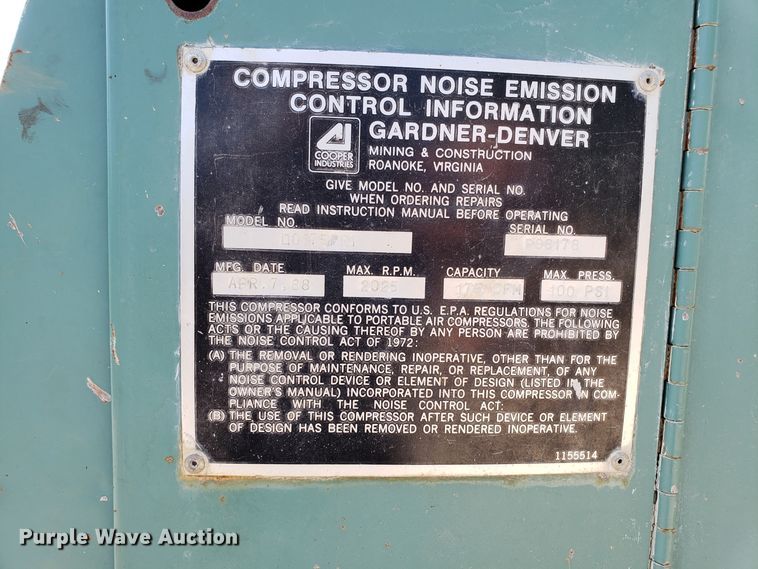 COMPRESSOR NOISE EMISSION
CONTROL INFORMATION
GARDNER-DENVER
COOPER
INDUSTRIES
MINING & CONSTRUCTION
ROANOKE, VIRGINIA
GIVE MODEL NO. AND SERIAL NO.
WHEN ORDERING REPAIRS
READ INSTRUCTION MANUAL BEFORE OPERATING
MODEL NO. SERIAL NO.
MFG. DATE MAX. R.P.M. CAPACITY MAX. PRESS.
APR. 7, 88 2025 CFM 100 PSI
THIS COMPRESSOR CONFORMS TO U.S. E.P.A. REGULATIONS FOR NOISE
EMISSIONS APPLICABLE TO PORTABLE AIR COMPRESSORS. THE FOLLOWING
ACTS OR THE CAUSING THEREOF BY ANY PERSON ARE PROHIBITED BY
THE NOISE CONTROL ACT OF 1972:
(A) THE REMOVAL OR RENDERING INOPERATIVE, OTHER THAN FOR THE
PURPOSE OF MAINTENANCE, REPAIR, OR REPLACEMENT, OF ANY
NOISE CONTROL DEVICE OR ELEMENT OF DESIGN (LISTED IN THE
OWNER'S MANUAL) INCORPORATED INTO THIS COMPRESSOR IN COM-
PLIANCE WITH THE NOISE CONTROL ACT:
(B) THE USE OF THIS COMPRESSOR AFTER SUCH DEVICE OR ELEMENT
OF DESIGN HAS BEEN REMOVED OR RENDERED INOPERATIVE.
1155514
Purple Wave Auction